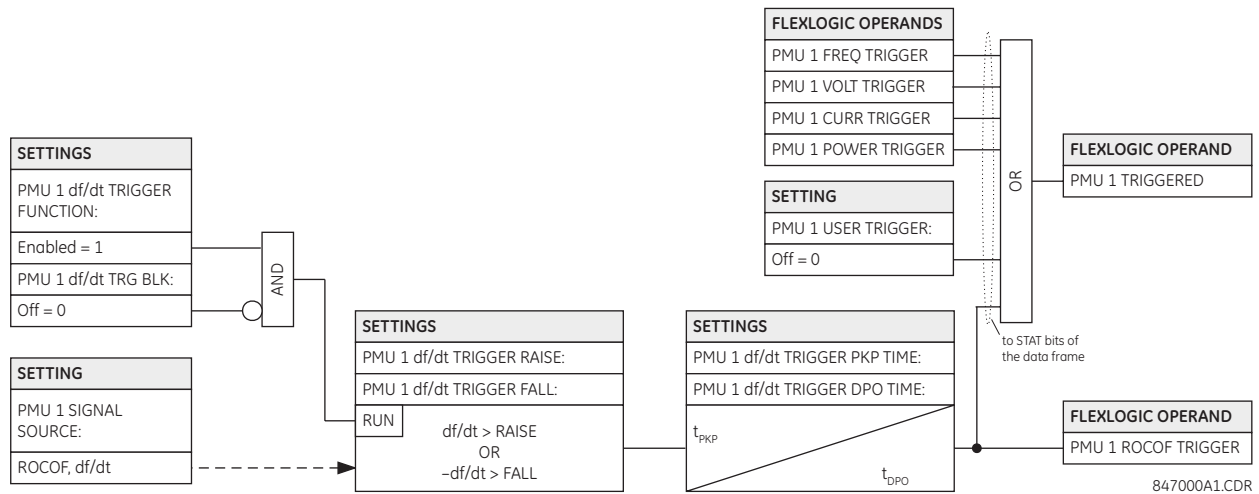 SETTINGS
PMU 1 df/dt TRIGGER
FUNCTION:
Enabled = 1
PMU 1 df/dt TRG BLK:
Off = 0
AND
SETTING
PMU 1 SIGNAL
SOURCE:
ROCOF, df/dt
SETTINGS
PMU 1 df/dt TRIGGER RAISE:
PMU 1 df/dt TRIGGER FALL:
RUN
df/dt > RAISE
OR
–df/dt > FALL
SETTINGS
PMU 1 df/dt TRIGGER PKP TIME:
PMU 1 df/dt TRIGGER DPO TIME:
tPKP
tDPO
FLEXLOGIC OPERANDS
PMU 1 FREQ TRIGGER
PMU 1 VOLT TRIGGER
PMU 1 CURR TRIGGER
PMU 1 POWER TRIGGER
SETTING
PMU 1 USER TRIGGER:
Off = 0
OR
to STAT bits of
the data frame
FLEXLOGIC OPERAND
PMU 1 TRIGGERED
FLEXLOGIC OPERAND
PMU 1 ROCOF TRIGGER
847000A1.CDR